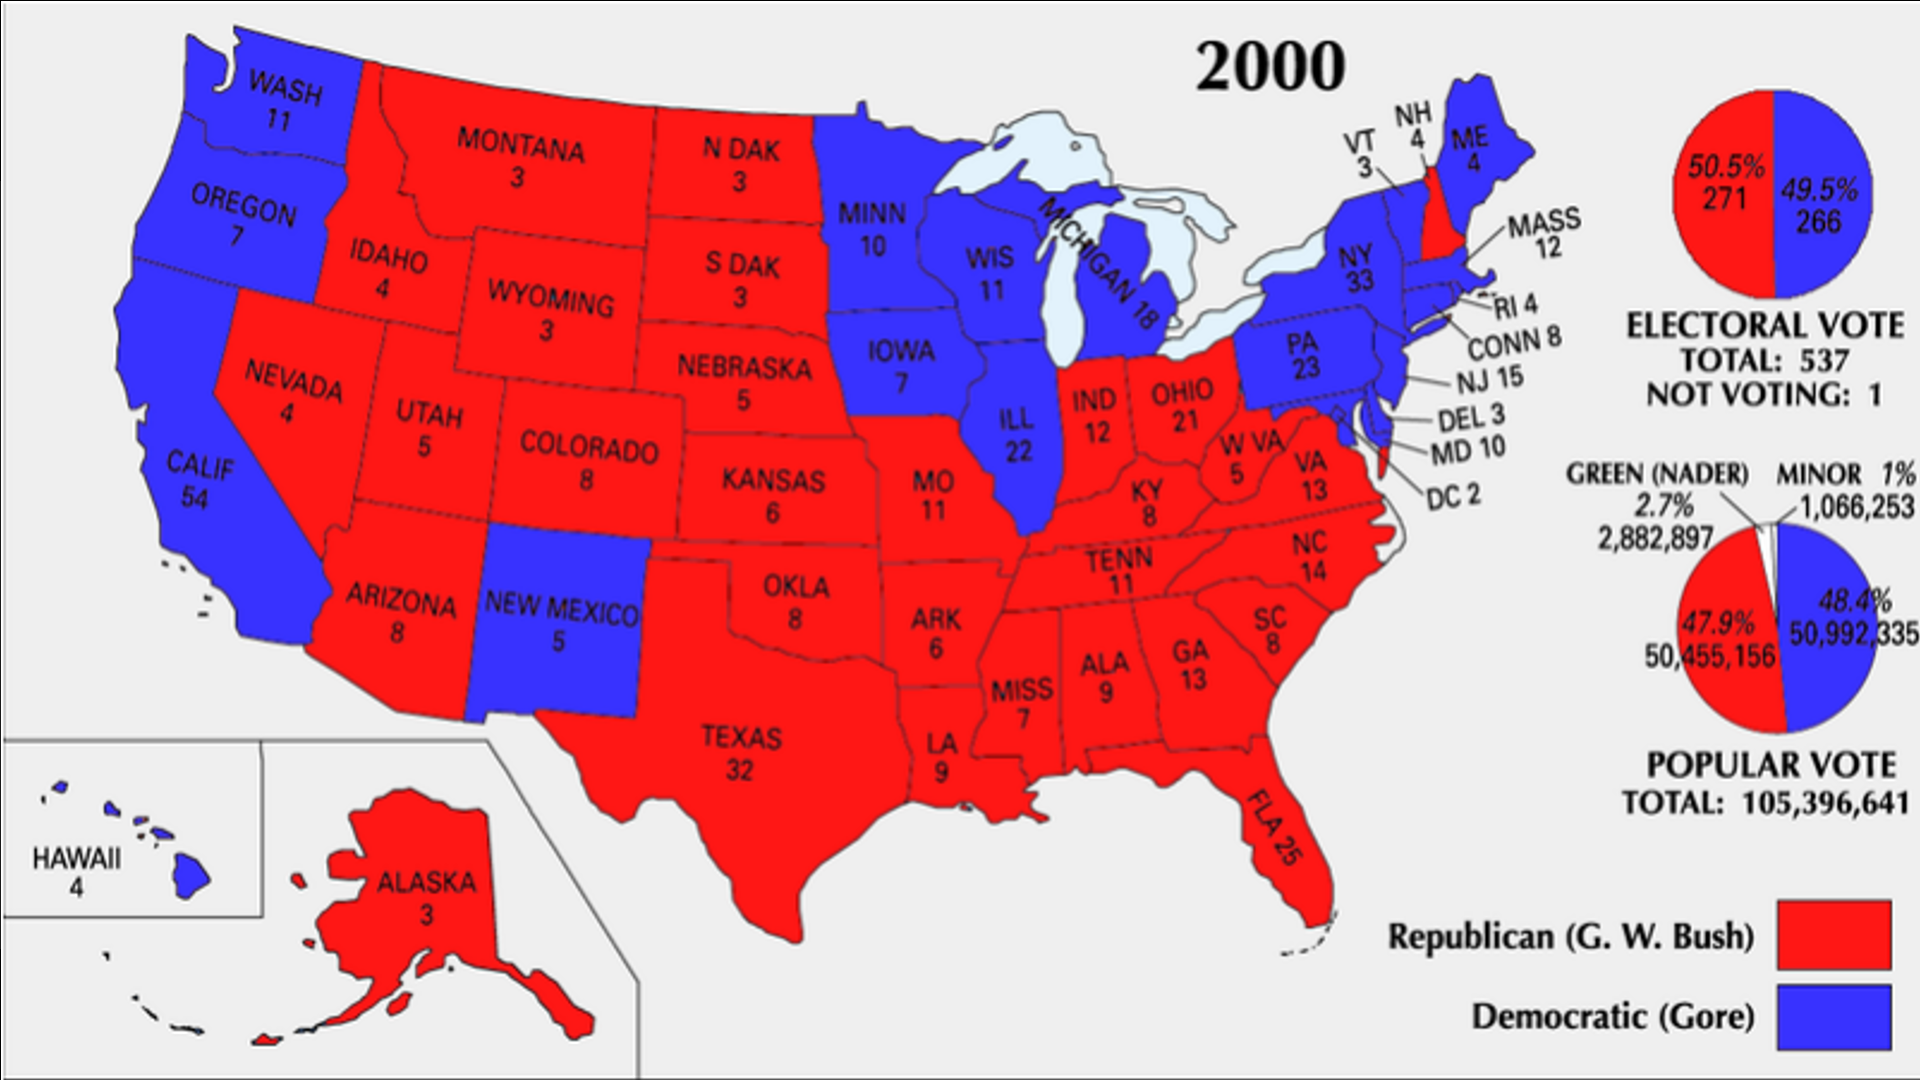 2000
WASH
11
OREGON
7
CALIF
54
NEVADA
4
IDAHO
4
MONTANA
3
WYOMING
3
UTAH
5
COLORADO
8
ARIZONA
8
NEW MEXICO
5
N DAK
3
S DAK
3
NEBRASKA
5
KANSAS
6
OKLA
8
TEXAS
32
MINN
10
IOWA
7
MO
11
ARK
6
LA
9
WIS
11
ILL
22
MICHIGAN 18
IND
12
OHIO
21
KY
8
TENN
11
MISS
7
ALA
9
GA
13
FLA 25
SC
8
NC
14
VA
13
W VA
5
PA
23
NY
33
VT
3
NH
4
ME
4
MASS
12
RI 4
CONN 8
NJ 15
DEL 3
MD 10
DC 2
HAWAII
4
ALASKA
3
50.5%
271
49.5%
266
ELECTORAL VOTE
TOTAL: 537
NOT VOTING: 1
GREEN (NADER)
2.7%
2,882,897
MINOR 1%
1,066,253
47.9%
50,455,156
48.4%
50,992,335
POPULAR VOTE
TOTAL: 105,396,641
Republican (G. W. Bush)
Democratic (Gore)